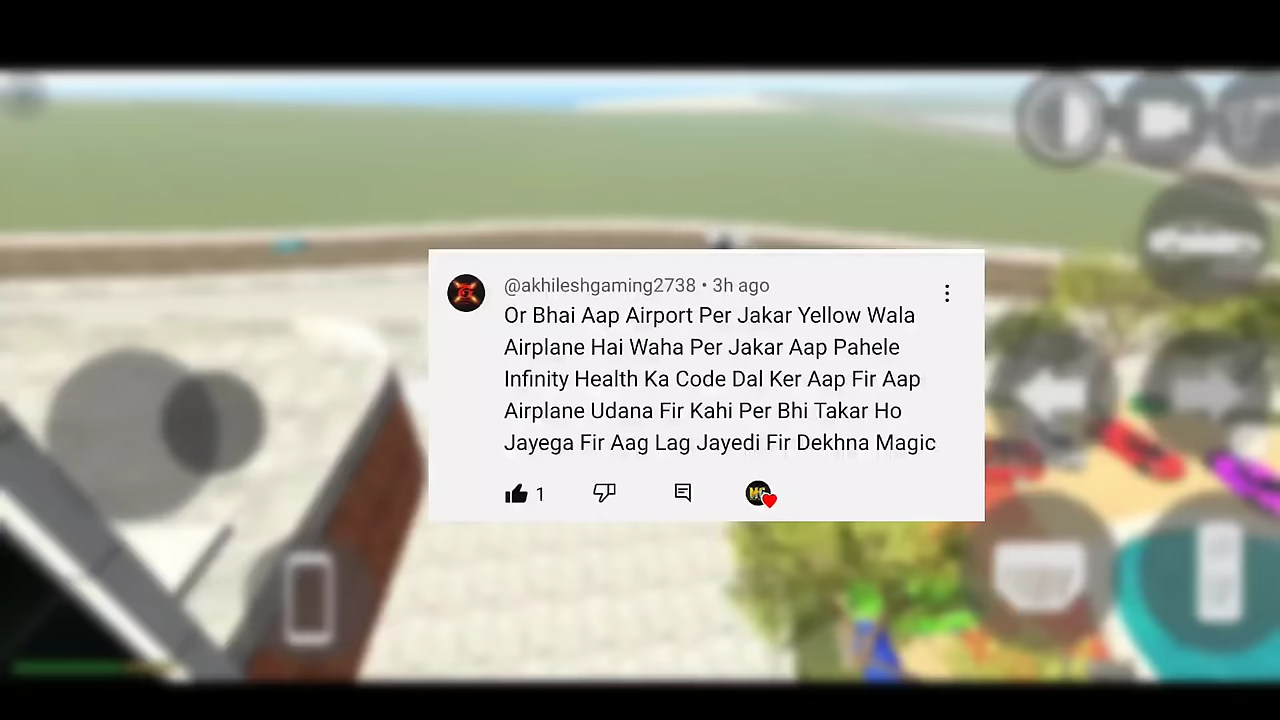 @akhileshgaming2738 • 3h ago
Or Bhai Aap Airport Per Jakar Yellow Wala
Airplane Hai Waha Per Jakar Aap Pahele
Infinity Health Ka Code Dal Ker Aap Fir Aap
Airplane Udana Fir Kahi Per Bhi Takar Ho
Jayega Fir Aag Lag Jayedi Fir Dekhna Magic
1